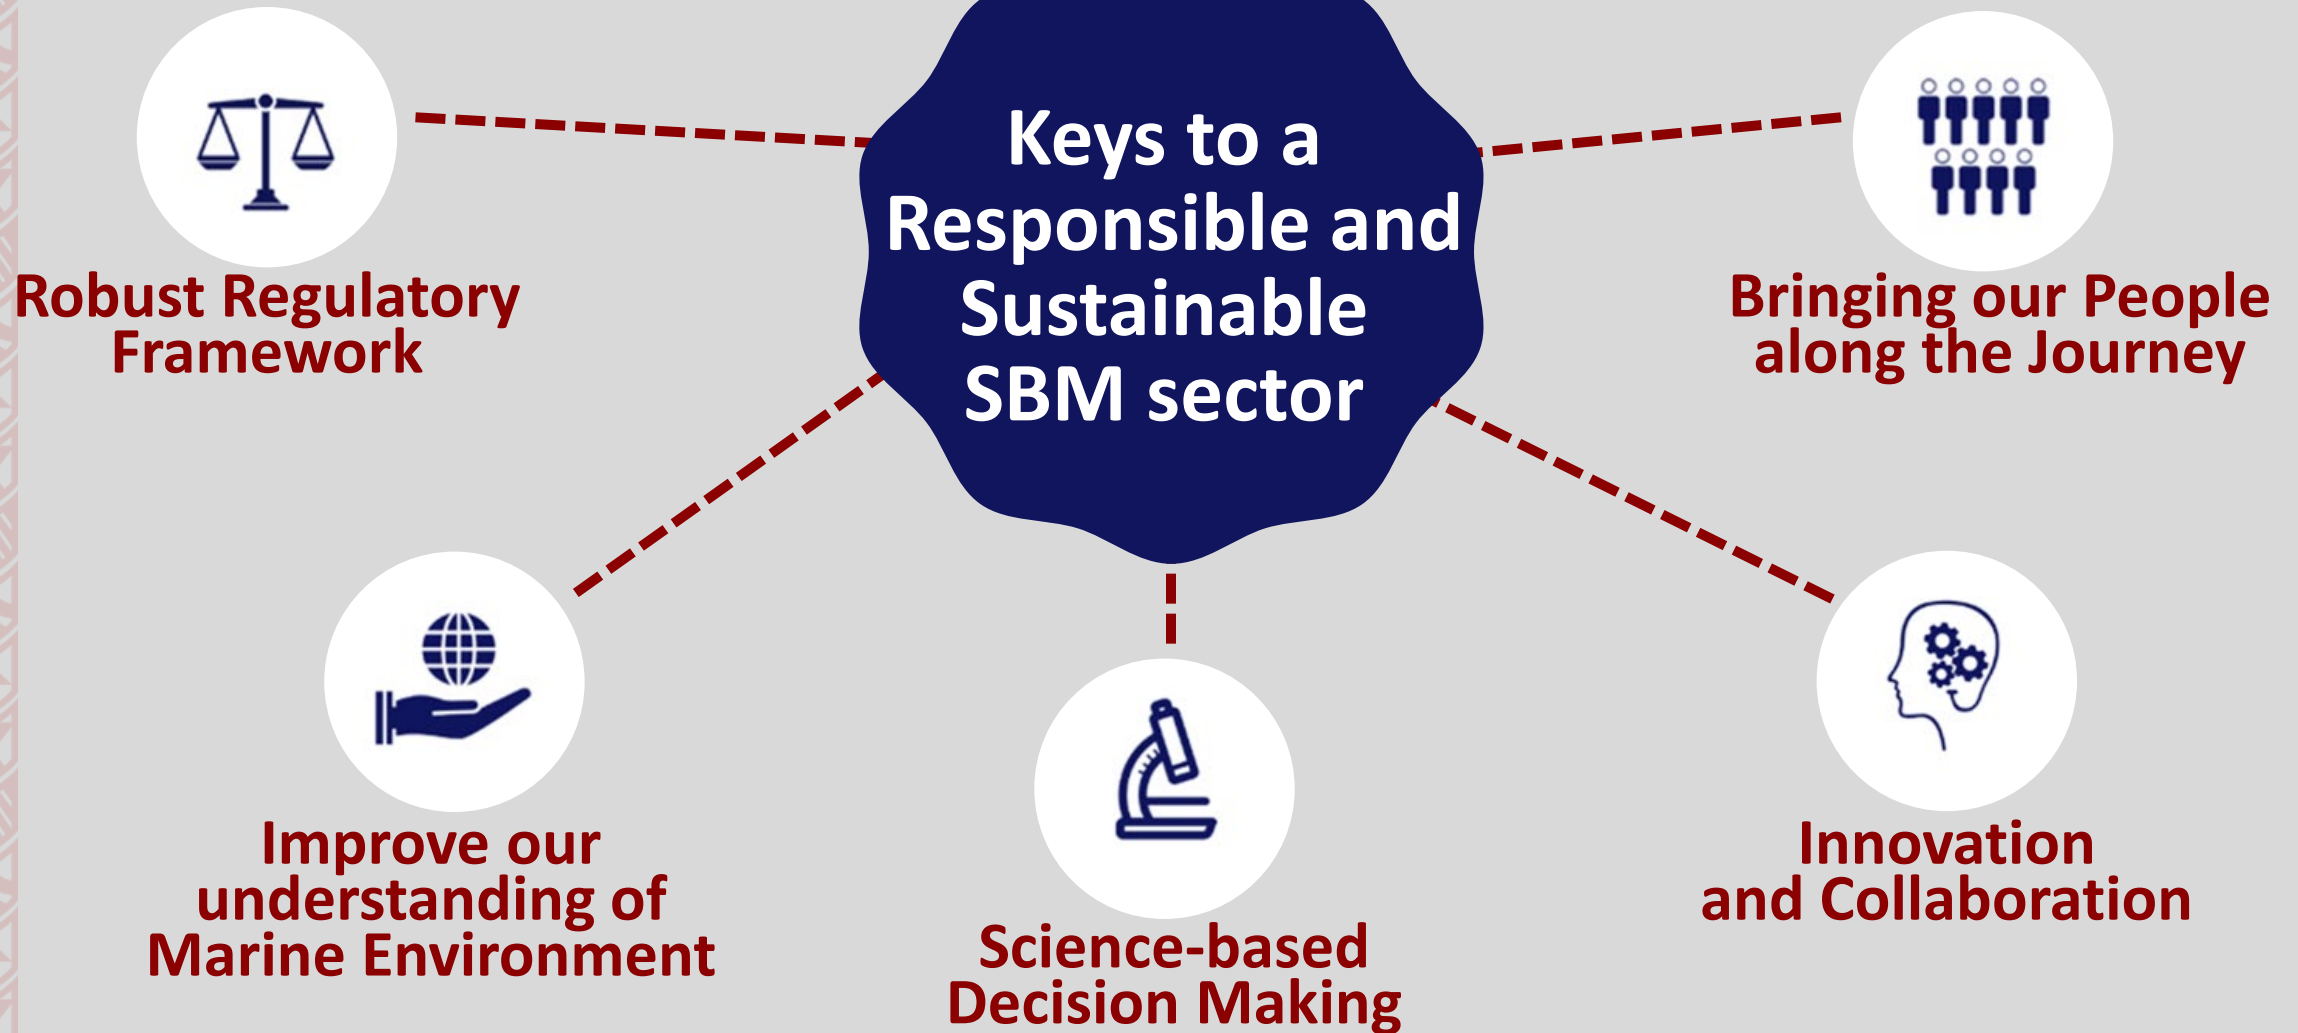 Keys to a
Responsible and
Sustainable
SBM sector
Robust Regulatory
Framework
Bringing our People
along the Journey
Improve our
understanding of
Marine Environment
Science-based
Decision Making
Innovation
and Collaboration